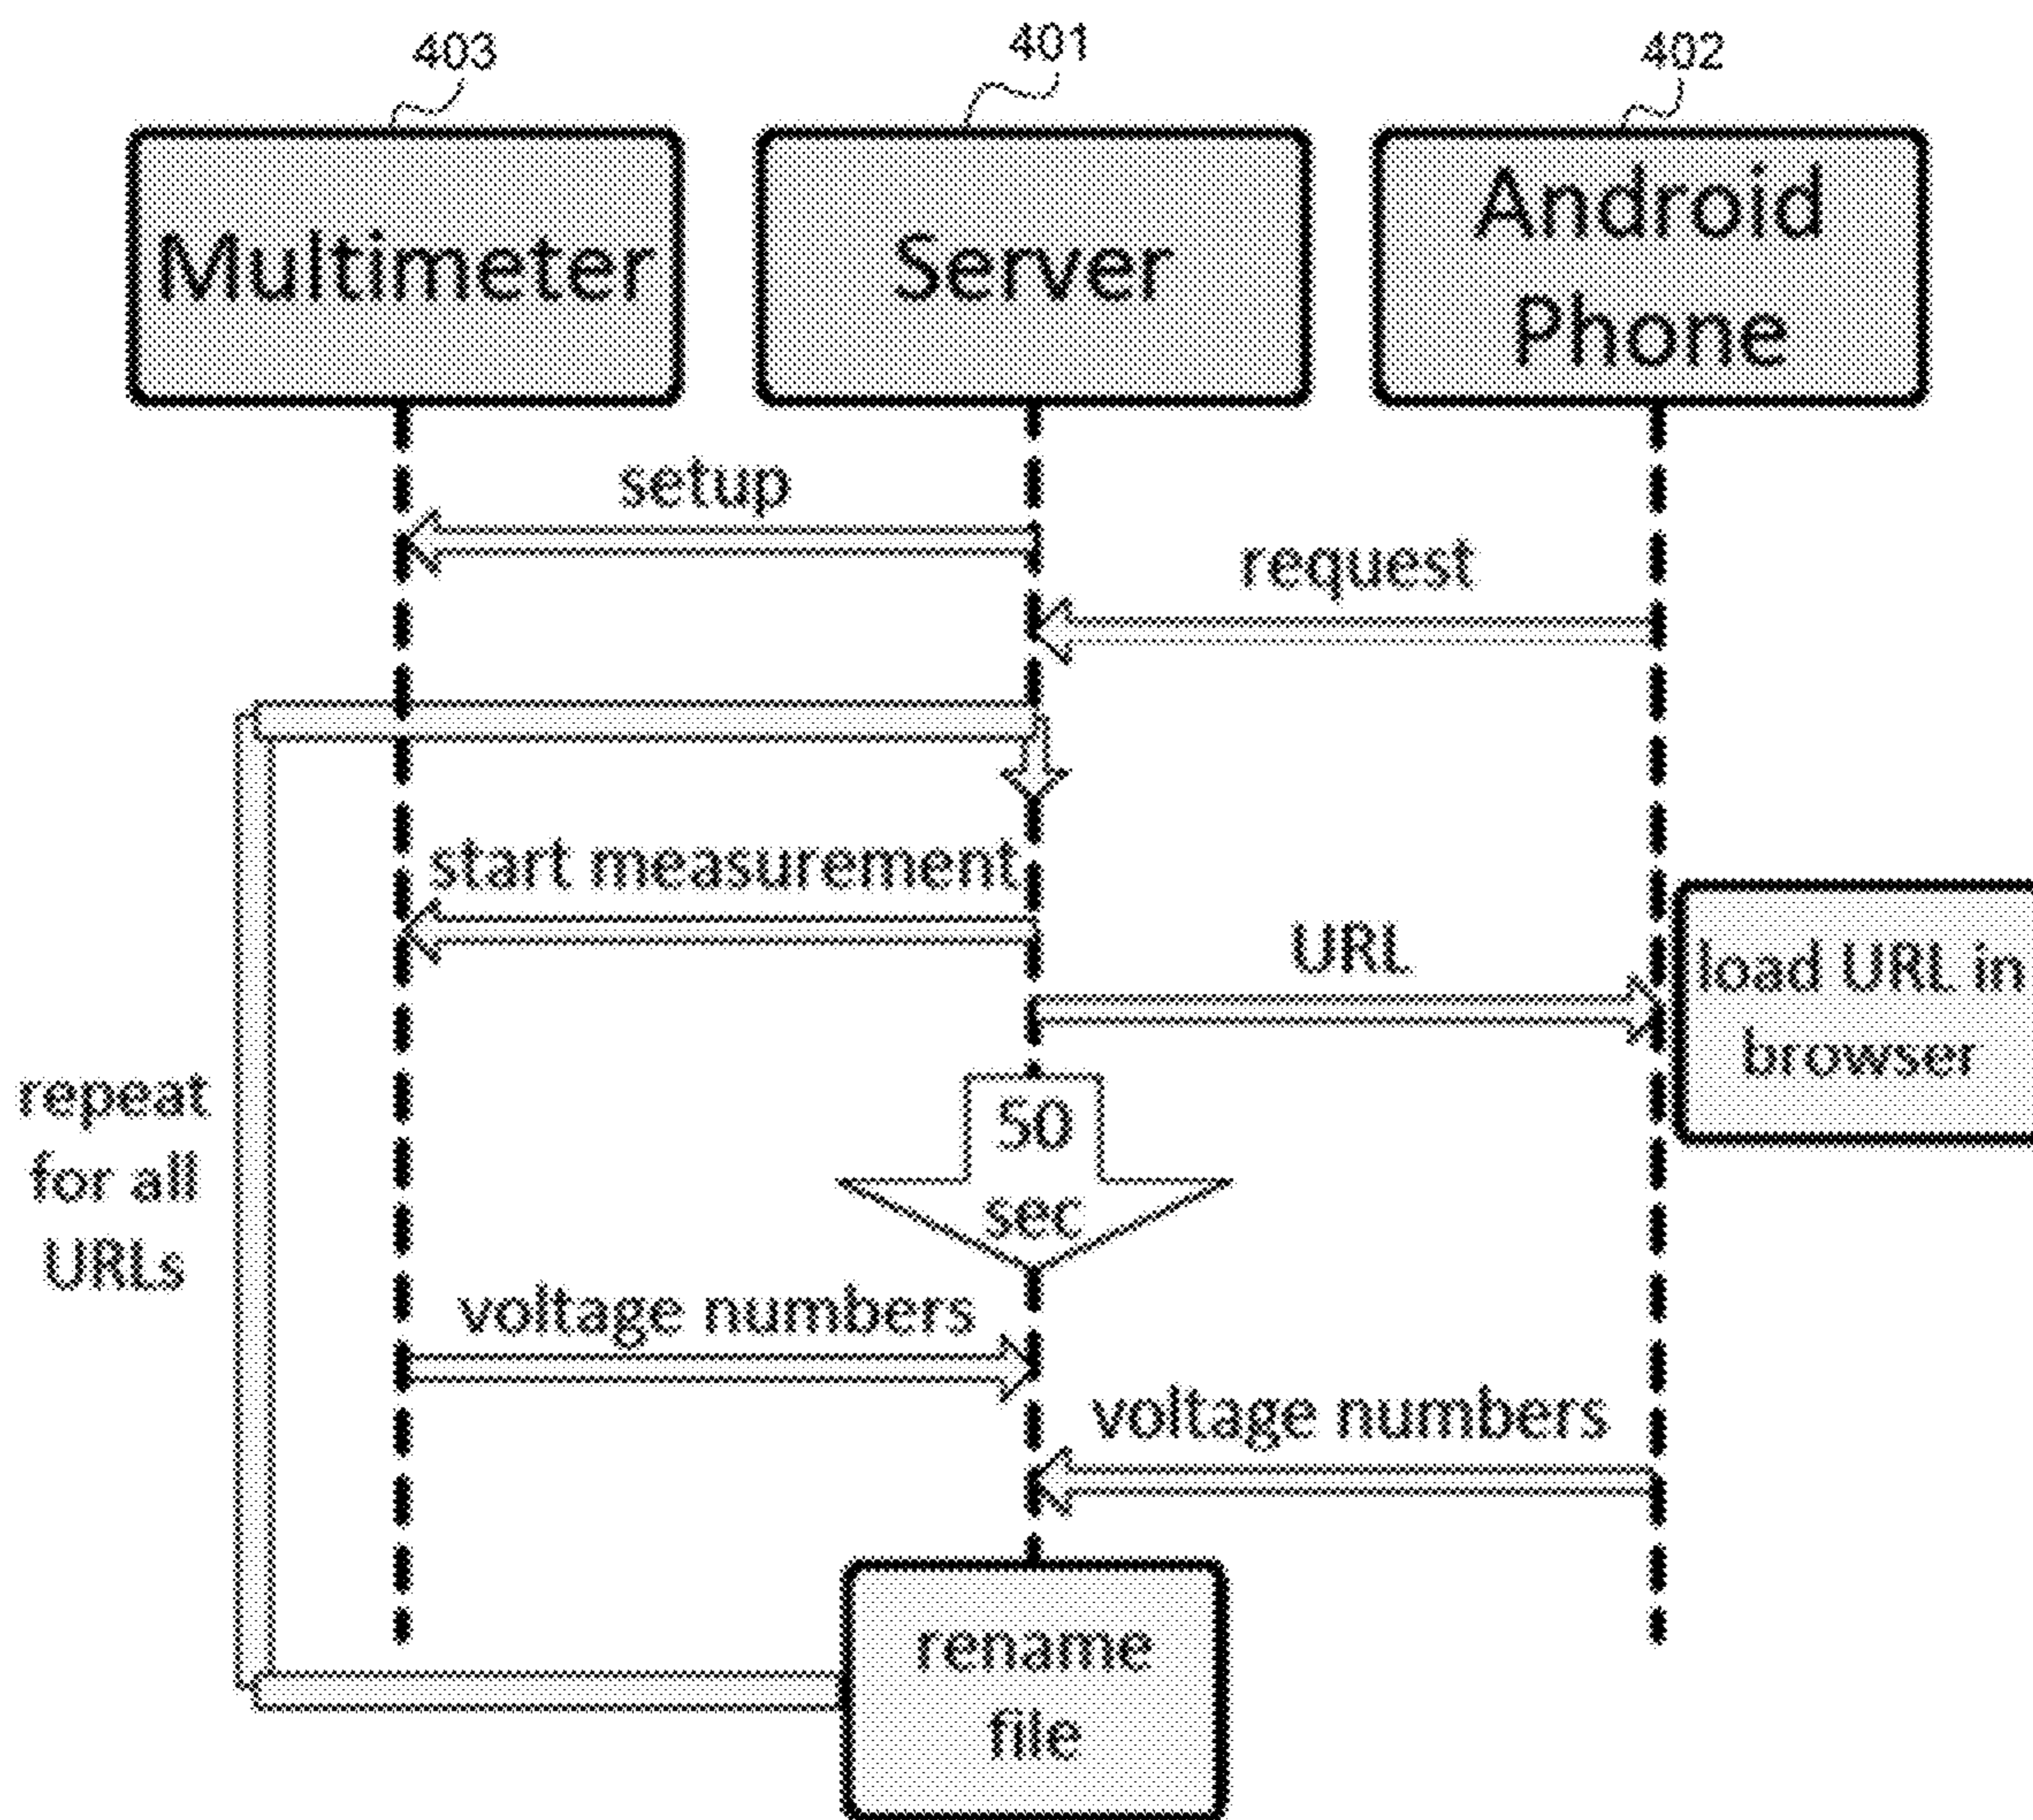 403
401
402
Multimeter
Server
Android
Phone
setup
request
start measurement
URL
load URL in
browser
repeat
for all
URLs
50
sec
voltage numbers
voltage numbers
rename
file